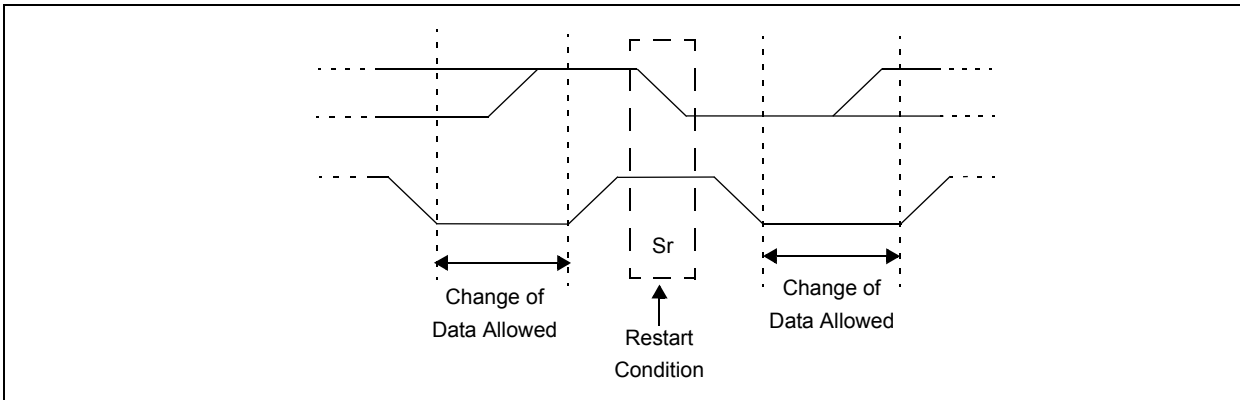 Sr
Change of
Data Allowed
Restart
Condition
Change of
Data Allowed